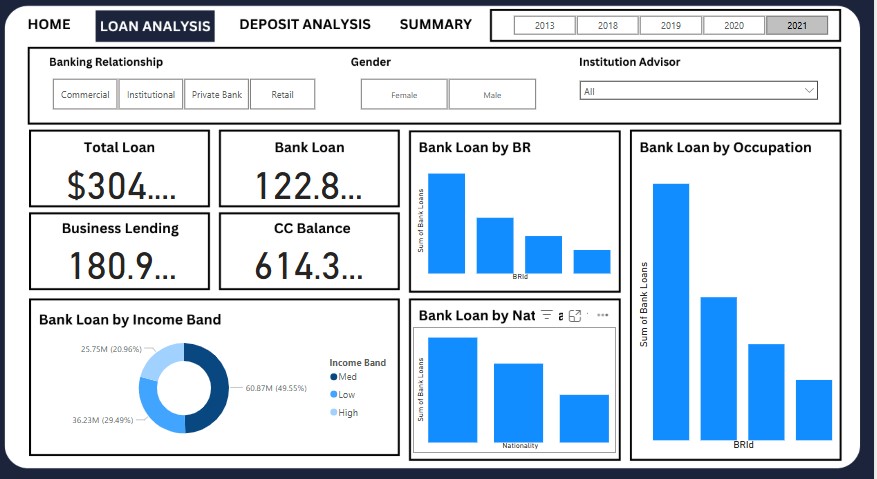 HOME
LOAN ANALYSIS
DEPOSIT ANALYSIS
SUMMARY
2013
2018
2019
2020
2021
Banking Relationship
Gender
Institution Advisor
Commercial
Institutional
Private Bank
Retail
Female
Male
All
Total Loan
$304....
Bank Loan
122.8...
Business Lending
180.9...
CC Balance
614.3...
Bank Loan by BR
Sum of Bank Loans
BRId
Bank Loan by Occupation
Sum of Bank Loans
BRId
Bank Loan by Income Band
25.75M (20.96%)
60.87M (49.55%)
36.23M (29.49%)
Income Band
Med
Low
High
Bank Loan by Nat
Sum of Bank Loans
Nationality